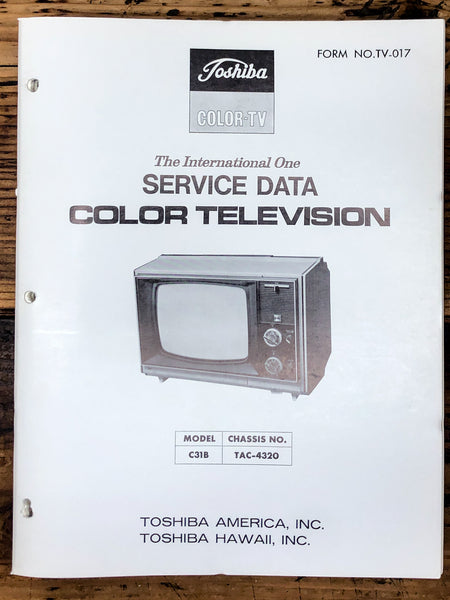 FORM NO.TV-017
Toshiba
COLOR-TV
The International One
SERVICE DATA
COLOR TELEVISION
MODEL CHASSIS NO.
C31B TAC-4320
TOSHIBA AMERICA, INC.
TOSHIBA HAWAII, INC.